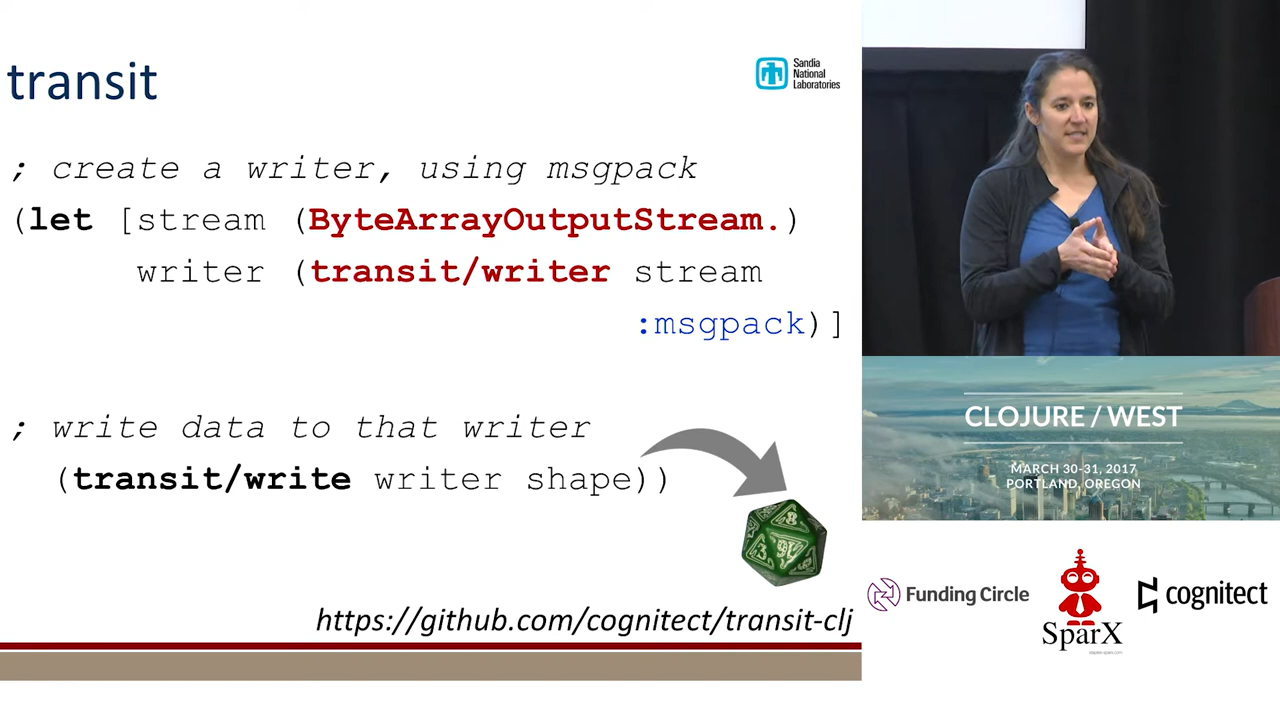 transit
Sandia
National
Laboratories
; create a writer, using msgpack
(let [stream (ByteArrayOutputStream.)
writer (transit/writer stream
:msgpack)]
; write data to that writer
(transit/write writer shape))
https://github.com/cognitect/transit-clj
CLOJURE / WEST
MARCH 30-31, 2017
PORTLAND, OREGON
Funding Circle
SparX
cognitect